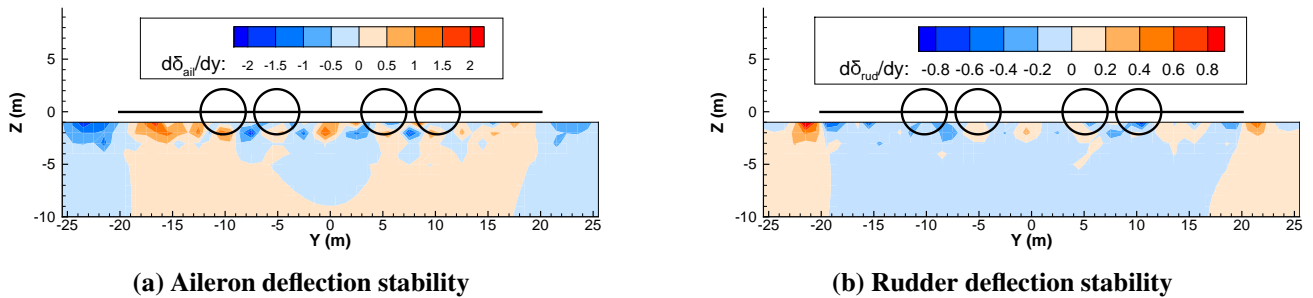 dδail/dy: -2 -1.5 -1 -0.5 0 0.5 1 1.5 2
Z (m)
5
0
-5
-10
-25 -20 -15 -10 -5 0 5 10 15 20 25
Y (m)
(a) Aileron deflection stability
dδrud/dy: -0.8 -0.6 -0.4 -0.2 0 0.2 0.4 0.6 0.8
Z (m)
5
0
-5
-10
-25 -20 -15 -10 -5 0 5 10 15 20 25
Y (m)
(b) Rudder deflection stability